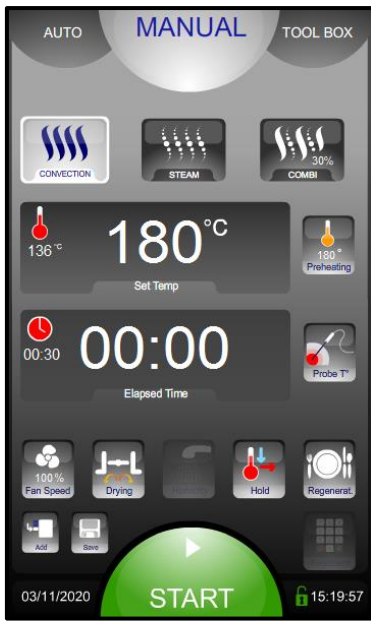 AUTO
MANUAL
TOOL BOX
CONVECTION
STEAM
30%
COMBI
136°C
180°C
Set Temp
180°
Preheating
00:30
00:00
Elapsed Time
Probe T°
100%
Fan Speed
Drying
Hold
Regenerat.
Add
Save
START
03/11/2020
15:19:57